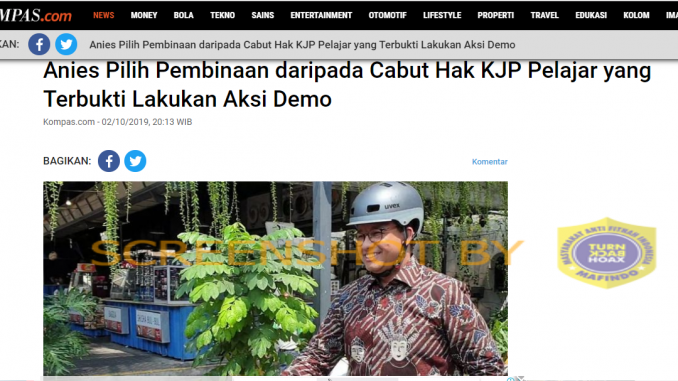 MPAS.com NEWS MONEY BOLA TEKNO SAINS ENTERTAINMENT OTOMOTIF LIFESTYLE PROPERTI TRAVEL EDUKASI KOLOM IMA
KAN: Anies Pilih Pembinaan daripada Cabut Hak KJP Pelajar yang Terbukti Lakukan Aksi Demo
Anies Pilih Pembinaan daripada Cabut Hak KJP Pelajar yang
Terbukti Lakukan Aksi Demo
Kompas.com - 02/10/2019, 20:13 WIB
BAGIKAN:
Komentar
uvex
SCREENSHOT BY
MASYARAKAT ANTI FITNAH INDONESIA
TURN
BACK
HOAX
MAFINDO